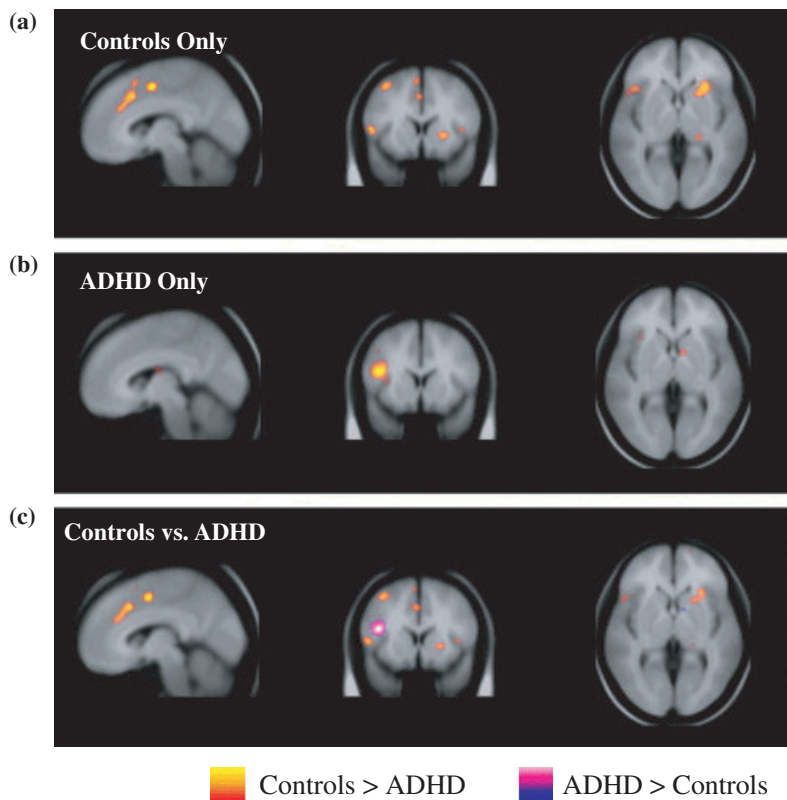 (a)
Controls Only
(b)
ADHD Only
(c)
Controls vs. ADHD
Controls > ADHD
ADHD > Controls